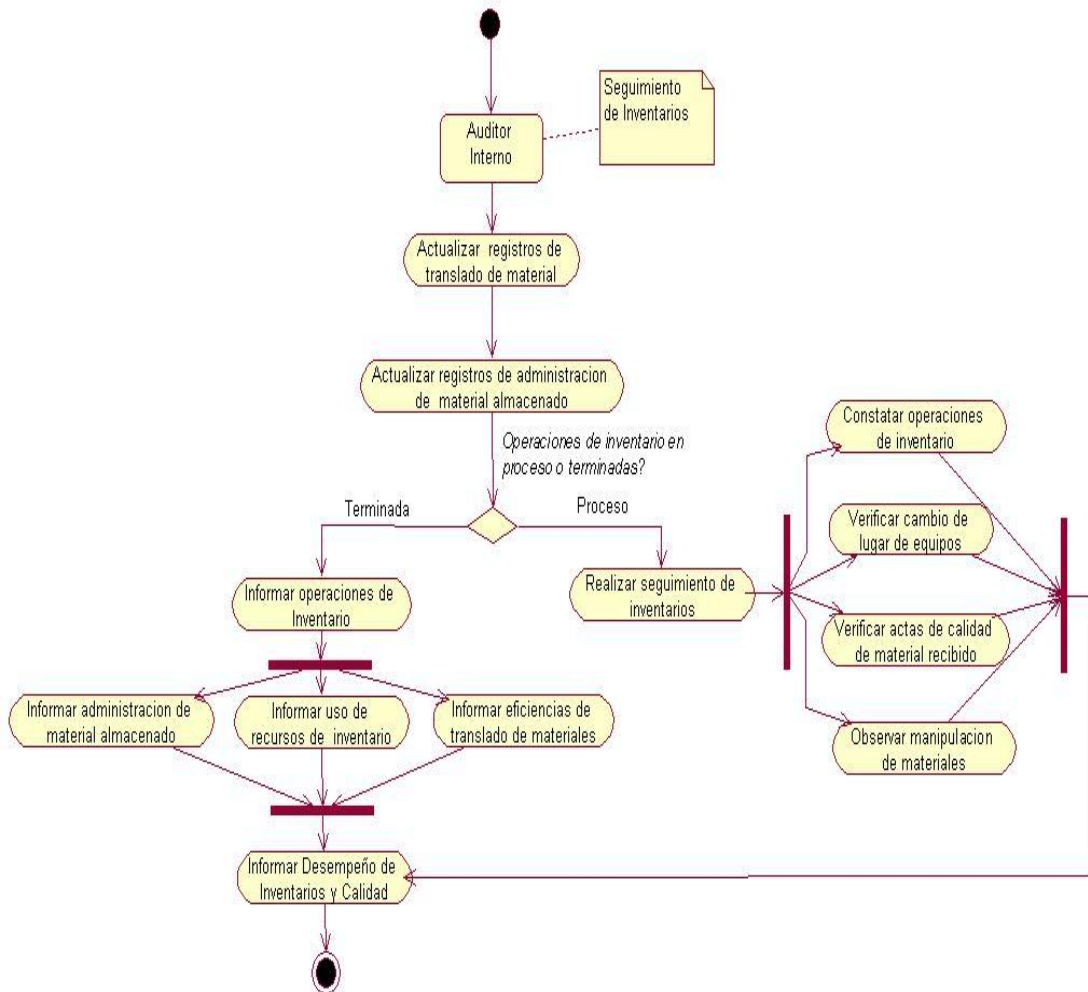 Seguimiento
de Inventarios
Auditor
Interno
Actualizar registros de
translado de material
Actualizar registros de administracion
de material almacenado
Operaciones de inventario en
proceso o terminadas?
Terminada
Proceso
Informar operaciones de
Inventario
Realizar seguimiento de
inventarios
Constatar operaciones
de inventario
Verificar cambio de
lugar de equipos
Verificar actas de calidad
de material recibido
Observar manipulacion
de materiales
Informar administracion de
material almacenado
Informar uso de
recursos de inventario
Informar eficiencias de
translado de materiales
Informar Desempeño de
Inventarios y Calidad